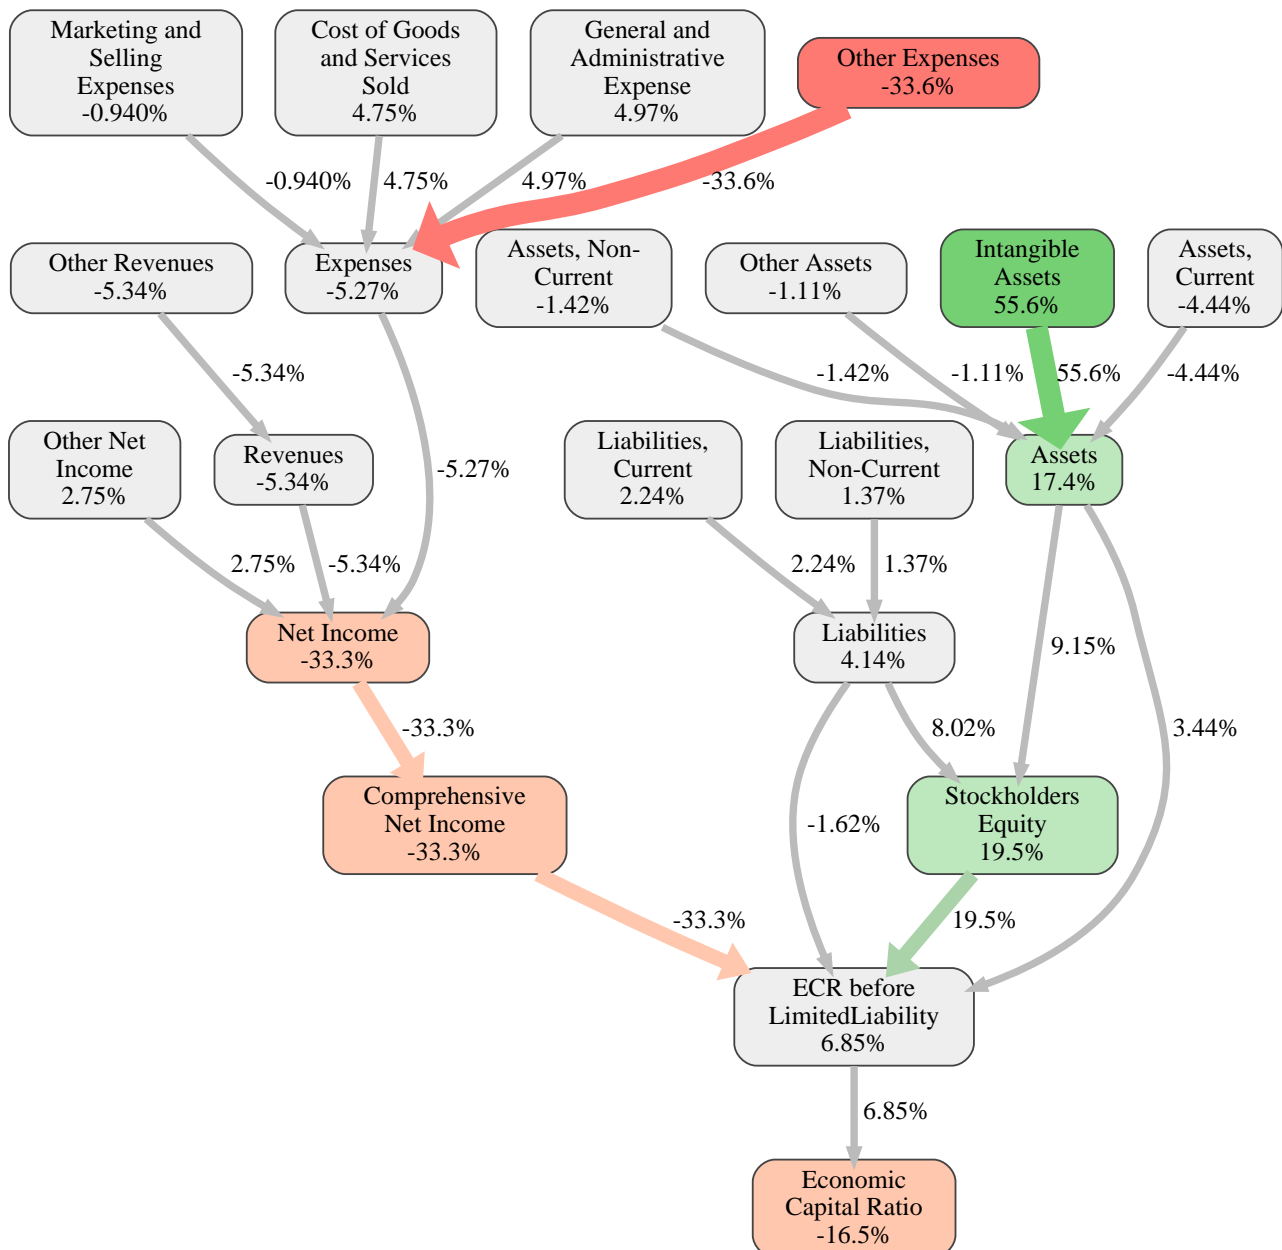 Marketing and
Selling
Expenses
-0.940%
Cost of Goods
and Services
Sold
4.75%
General and
Administrative
Expense
4.97%
Other Expenses
-33.6%
-0.940%
4.75%
4.97%
-33.6%
Other Revenues
-5.34%
Expenses
-5.27%
Assets, Non-
Current
-1.42%
Other Assets
-1.11%
Intangible
Assets
55.6%
Assets,
Current
-4.44%
-5.34%
-1.42%
-1.11%
55.6%
-4.44%
Other Net
Income
2.75%
Revenues
-5.34%
-5.27%
Liabilities,
Current
2.24%
Liabilities,
Non-Current
1.37%
Assets
17.4%
2.75%
-5.34%
2.24%
1.37%
Net Income
-33.3%
Liabilities
4.14%
9.15%
-33.3%
8.02%
3.44%
Comprehensive
Net Income
-33.3%
-1.62%
Stockholders
Equity
19.5%
-33.3%
19.5%
ECR before
LimitedLiability
6.85%
6.85%
Economic
Capital Ratio
-16.5%